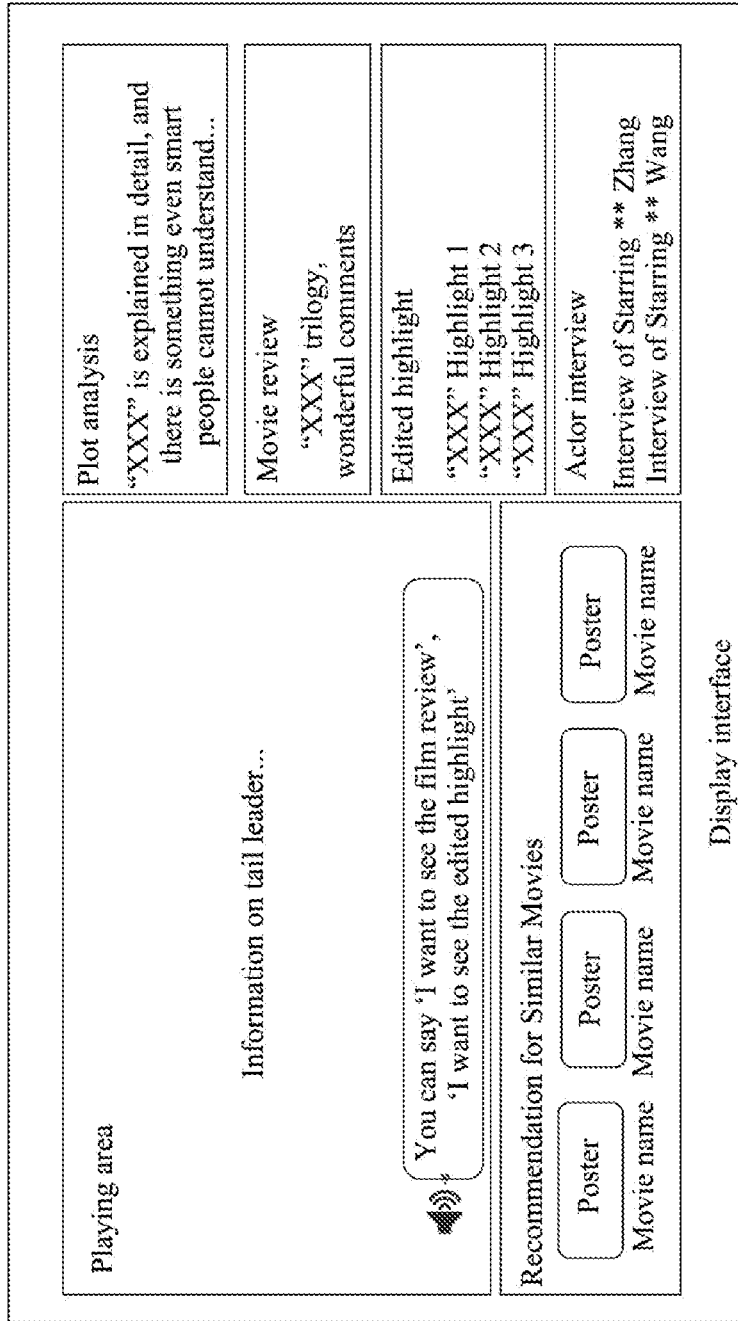 Playing area
Information on tail leader...
You can say ‘I want to see the film review’,
‘I want to see the edited highlight’
Recommendation for Similar Movies
Poster
Poster
Poster
Poster
Movie name
Movie name
Movie name
Movie name
Plot analysis
“XXX” is explained in detail, and
there is something even smart
people cannot understand...
Movie review
“XXX” trilogy,
wonderful comments
Edited highlight
“XXX” Highlight 1
“XXX” Highlight 2
“XXX” Highlight 3
Actor interview
Interview of Starring ** Zhang
Interview of Starring ** Wang
Display interface